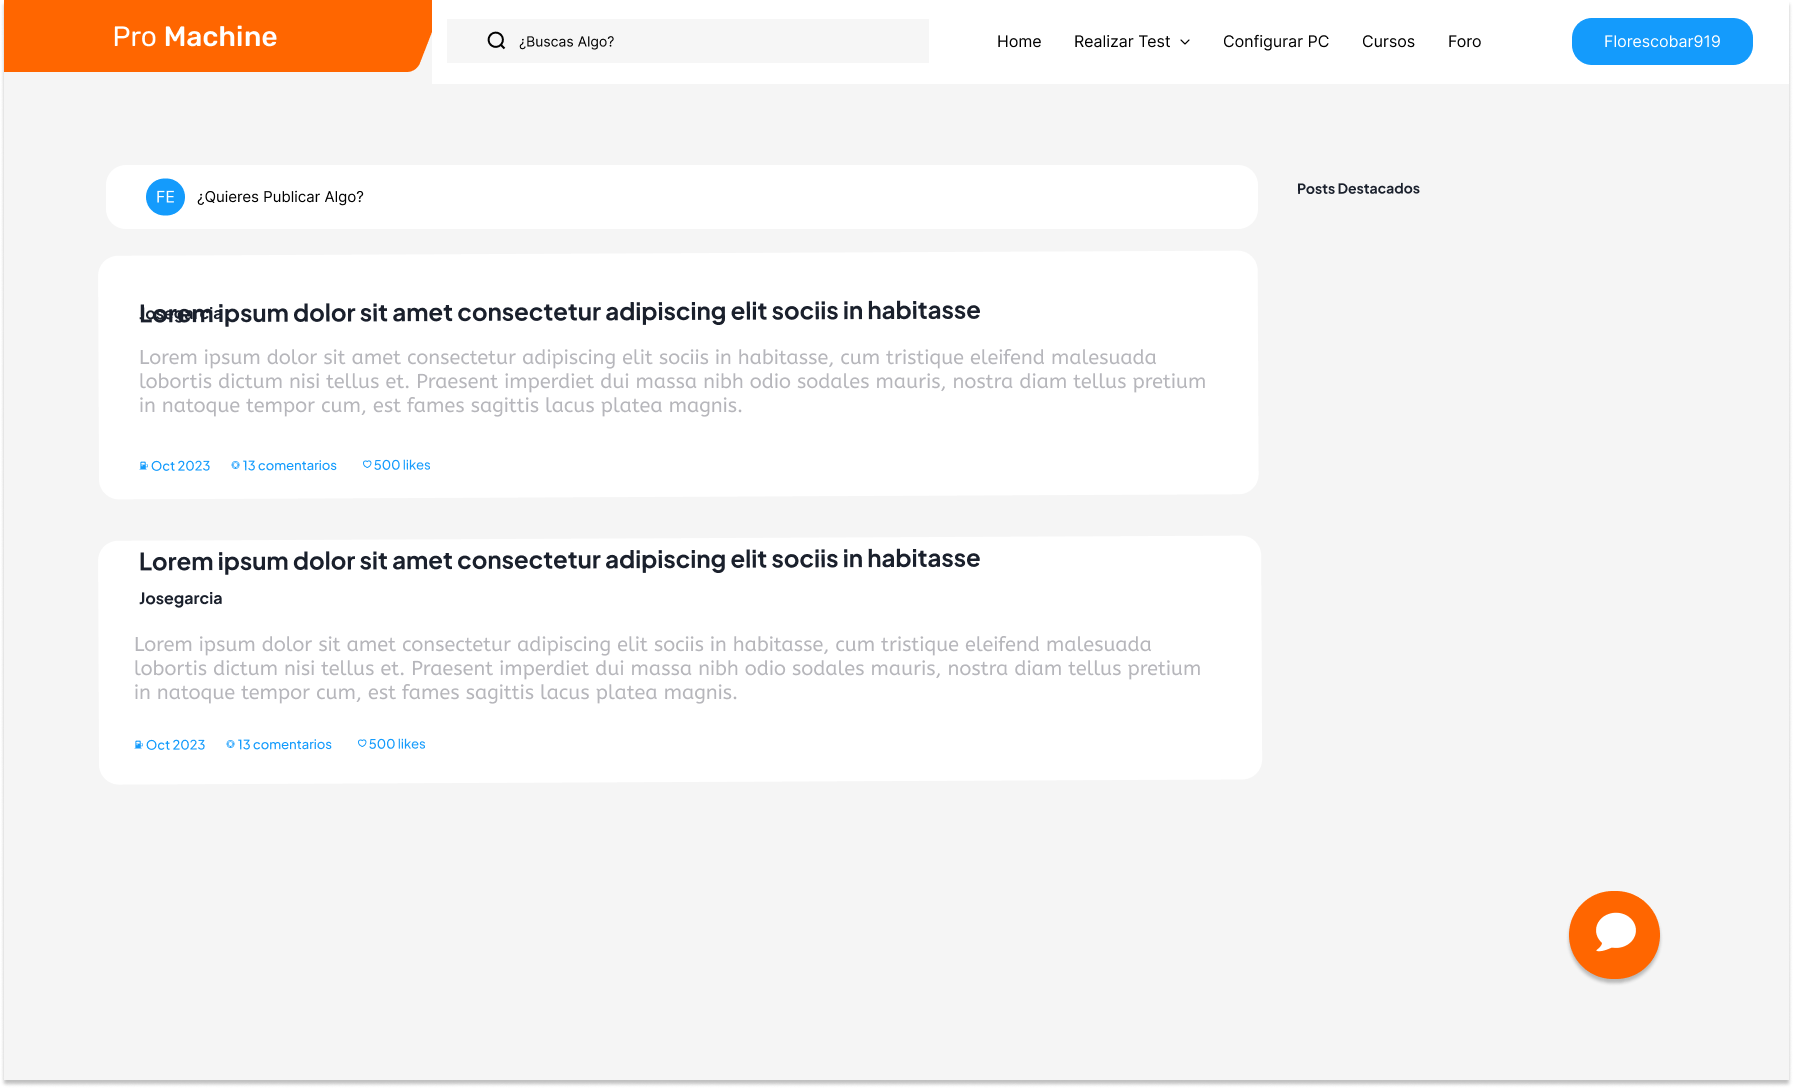 Pro Machine
¿Buscas Algo?
Home
Realizar Test
Configurar PC
Cursos
Foro
Florescobar919
FE
¿Quieres Publicar Algo?
Posts Destacados
Lorem ipsum dolor sit amet consectetur adipiscing elit sociis in habitasse
Josegarcia
Lorem ipsum dolor sit amet consectetur adipiscing elit sociis in habitasse, cum tristique eleifend malesuada
lobortis dictum nisi tellus et. Praesent imperdiet dui massa nibh odio sodales mauris, nostra diam tellus pretium
in natoque tempor cum, est fames sagittis lacus platea magnis.
Oct 2023
13 comentarios
500 likes
Lorem ipsum dolor sit amet consectetur adipiscing elit sociis in habitasse
Josegarcia
Lorem ipsum dolor sit amet consectetur adipiscing elit sociis in habitasse, cum tristique eleifend malesuada
lobortis dictum nisi tellus et. Praesent imperdiet dui massa nibh odio sodales mauris, nostra diam tellus pretium
in natoque tempor cum, est fames sagittis lacus platea magnis.
Oct 2023
13 comentarios
500 likes